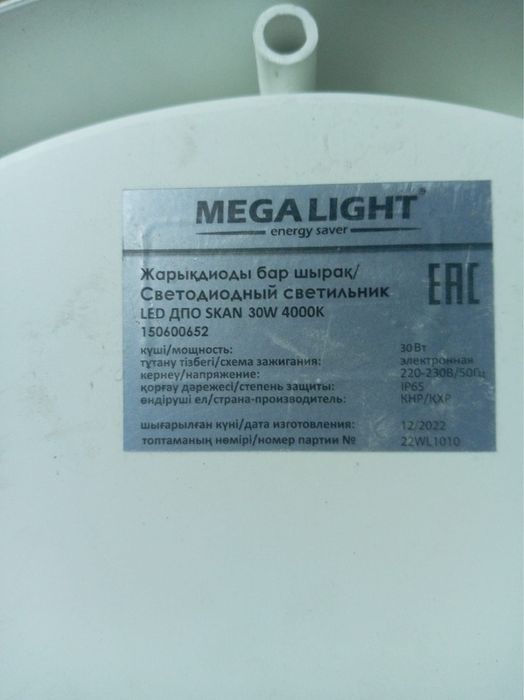 MEGALIGHT®
energy saver
Жарықдиоды бар шырақ/
Светодиодный светильник
LED ДПО SKAN 30W 4000K
150600652
EAC
күші/мощность: 30 Вт
тұтану тізбегі/схема зажигания: электронная
кернеу/напряжение: 220-230В/50Гц
қорғау дәрежесі/степень защиты: IP65
өндіруші ел/страна-производитель: КНР/ҚХР
шығарылған күні/дата изготовления: 12/2022
топтаманың нөмірі/номер партии № 22WL1010